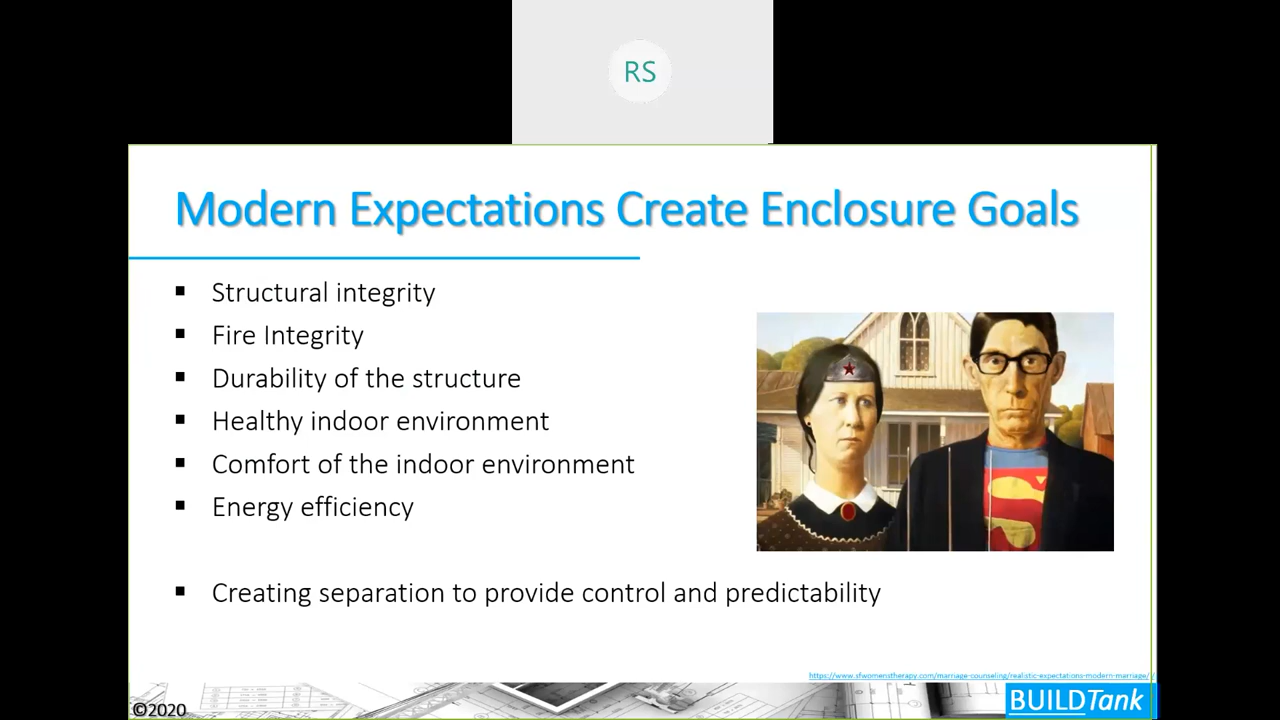 RS
Modern Expectations Create Enclosure Goals
▪ Structural integrity
▪ Fire Integrity
▪ Durability of the structure
▪ Healthy indoor environment
▪ Comfort of the indoor environment
▪ Energy efficiency
▪ Creating separation to provide control and predictability
https://www.sfwomenstherapy.com/marriage-counseling/realistic-expectations-modern-marriage/
©2020
BUILDTank